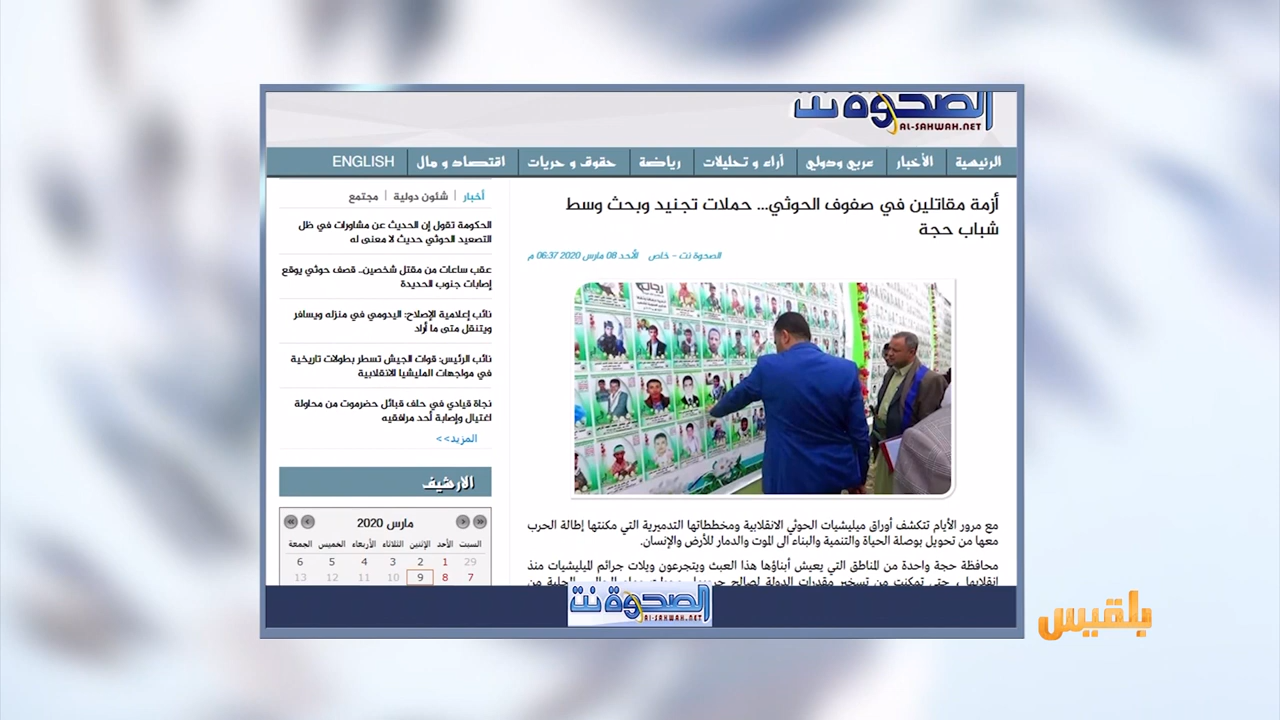 الصحوة نت
AL-SAHWAH.NET
الرئيسية
الأخبار
عربي ودولي
آراء و تحليلات
رياضة
حقوق و حريات
اقتصاد و مال
ENGLISH
أزمة مقاتلين في صفوف الحوثي... حملات تجنيد وبحث وسط
شباب حجة
الصحوة نت - خاص الأحد 08 مارس 2020 06:37 م
مع مرور الأيام تتكشف أوراق ميليشيات الحوثي الانقلابية ومخططاتها التدميرية التي مكنتها إطالة الحرب
معها من تحويل بوصلة الحياة والتنمية والبناء الى الموت والدمار للأرض والإنسان.
محافظة حجة واحدة من المناطق التي يعيش أبناؤها هذا العبث ويتجرعون ويلات جرائم الميليشيات منذ
أخبار | شئون دولية | مجتمع
الحكومة تقول إن الحديث عن مشاورات في ظل
التصعيد الحوثي حديث لا معنى له
عقب ساعات من مقتل شخصين.. قصف حوثي يوقع
إصابات جنوب الحديدة
نائب إعلامية الإصلاح: اليدومي في منزله ويسافر
ويتنقل متى ما أراد
نائب الرئيس: قوات الجيش تسطر بطولات تاريخية
في مواجهات المليشيا الانقلابية
نجاة قيادي في حلف قبائل حضرموت من محاولة
اغتيال وإصابة أحد مرافقيه
المزيد>>
الارشيف
مارس 2020
السبت الأحد الإثنين الثلاثاء الأربعاء الخميس الجمعة
29 1 2 3 4 5 6
7 8 9 10 11 12 13
الصحوة نت
AL-SAHWAH.NET
بلقيس